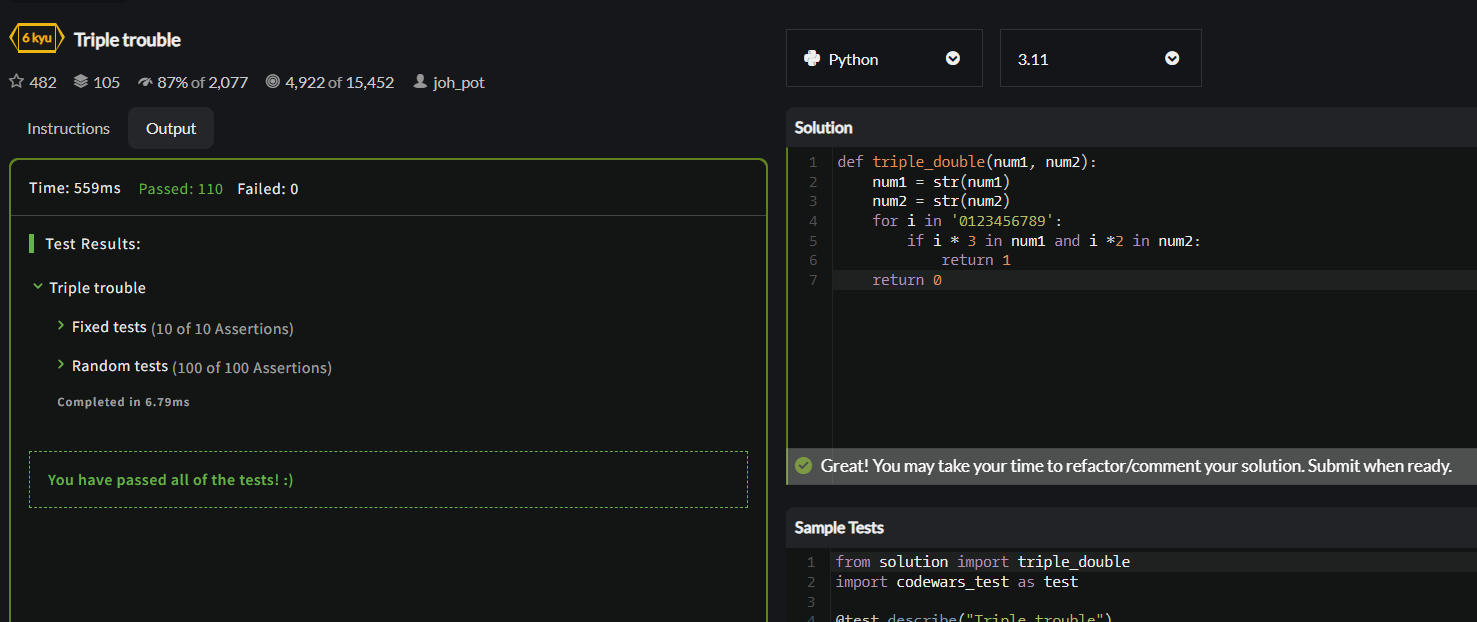 6 kyu Triple trouble
482 105 87% of 2,077 4,922 of 15,452 joh_pot
Instructions Output
Time: 559ms Passed: 110 Failed: 0
Test Results:
Triple trouble
Fixed tests (10 of 10 Assertions)
Random tests (100 of 100 Assertions)
Completed in 6.79ms
You have passed all of the tests! :)
Python 3.11
Solution
1 def triple_double(num1, num2):
2 num1 = str(num1)
3 num2 = str(num2)
4 for i in '0123456789':
5 if i * 3 in num1 and i *2 in num2:
6 return 1
7 return 0
Great! You may take your time to refactor/comment your solution. Submit when ready.
Sample Tests
1 from solution import triple_double
2 import codewars_test as test
3
4 @test.describe("Triple trouble")